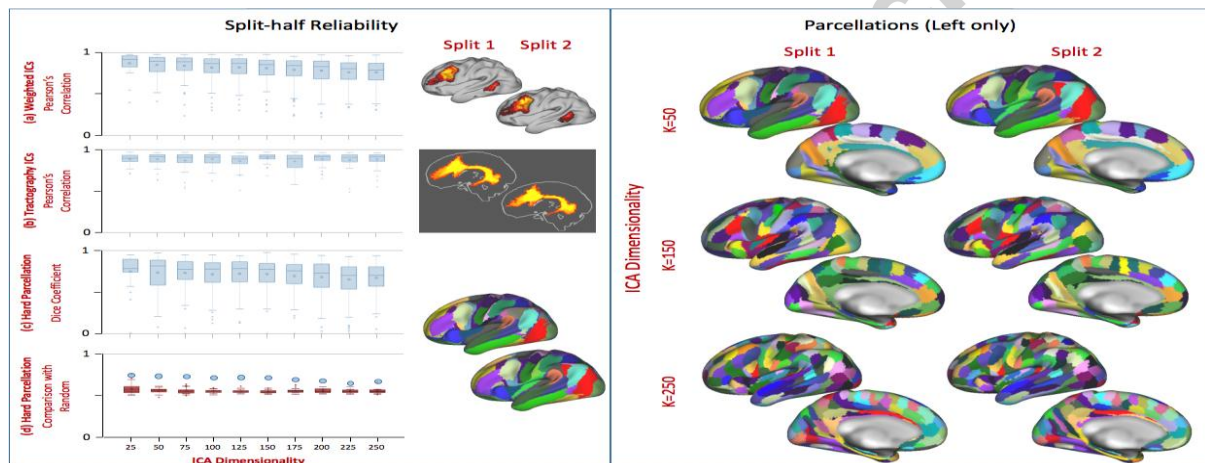 Split-half Reliability
Split 1
Split 2
(a) Weighted ICs
Pearson's
Correlation
1
0
(b) Tractography ICs
Pearson's
Correlation
1
0
(c) Hard Parcellation
Dice Coefficient
1
0
(d) Hard Parcellation
Comparison with
Random
1
0
25 50 75 100 125 150 175 200 225 250
ICA Dimensionality
Parcellations (Left only)
Split 1
Split 2
ICA Dimensionality
K=50
K=150
K=250